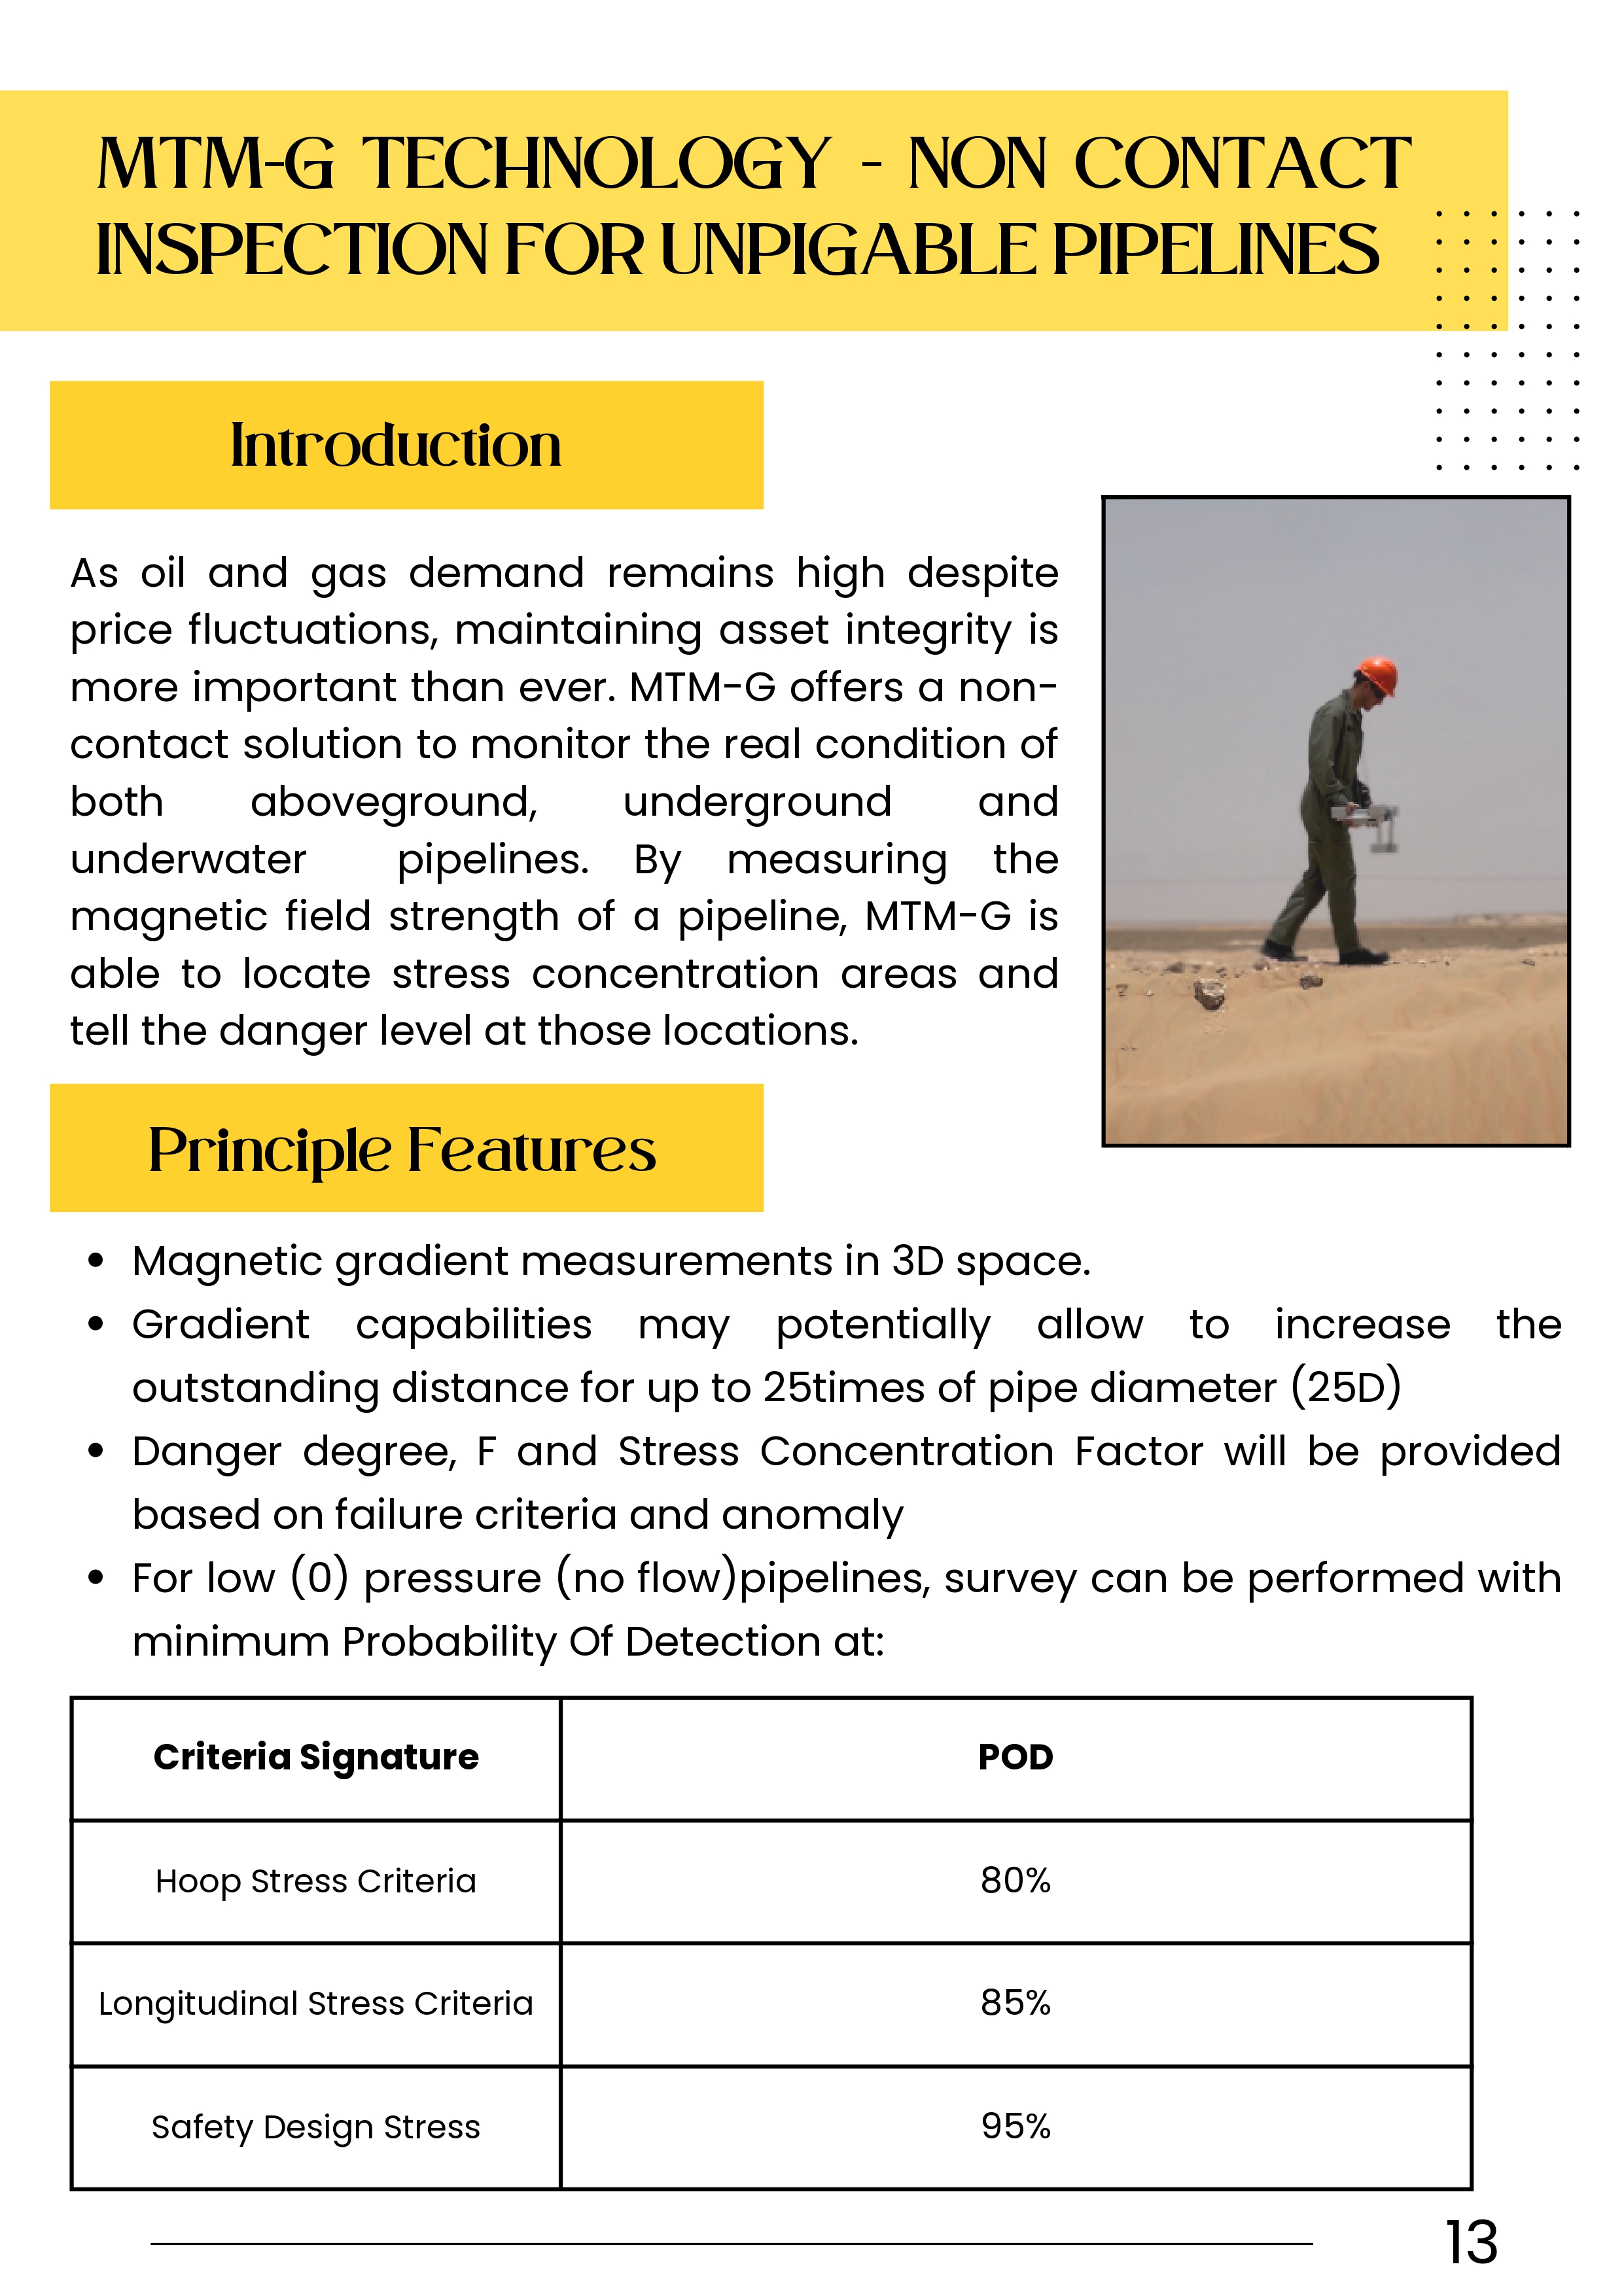 MTM-G TECHNOLOGY - NON CONTACT
INSPECTION FOR UNPIGABLE PIPELINES
Introduction
As oil and gas demand remains high despite
price fluctuations, maintaining asset integrity is
more important than ever. MTM-G offers a non-
contact solution to monitor the real condition of
both aboveground, underground and
underwater pipelines. By measuring the
magnetic field strength of a pipeline, MTM-G is
able to locate stress concentration areas and
tell the danger level at those locations.
Principle Features
• Magnetic gradient measurements in 3D space.
• Gradient capabilities may potentially allow to increase the
outstanding distance for up to 25times of pipe diameter (25D)
• Danger degree, F and Stress Concentration Factor will be provided
based on failure criteria and anomaly
• For low (0) pressure (no flow)pipelines, survey can be performed with
minimum Probability Of Detection at:
Criteria Signature POD
Hoop Stress Criteria 80%
Longitudinal Stress Criteria 85%
Safety Design Stress 95%
13